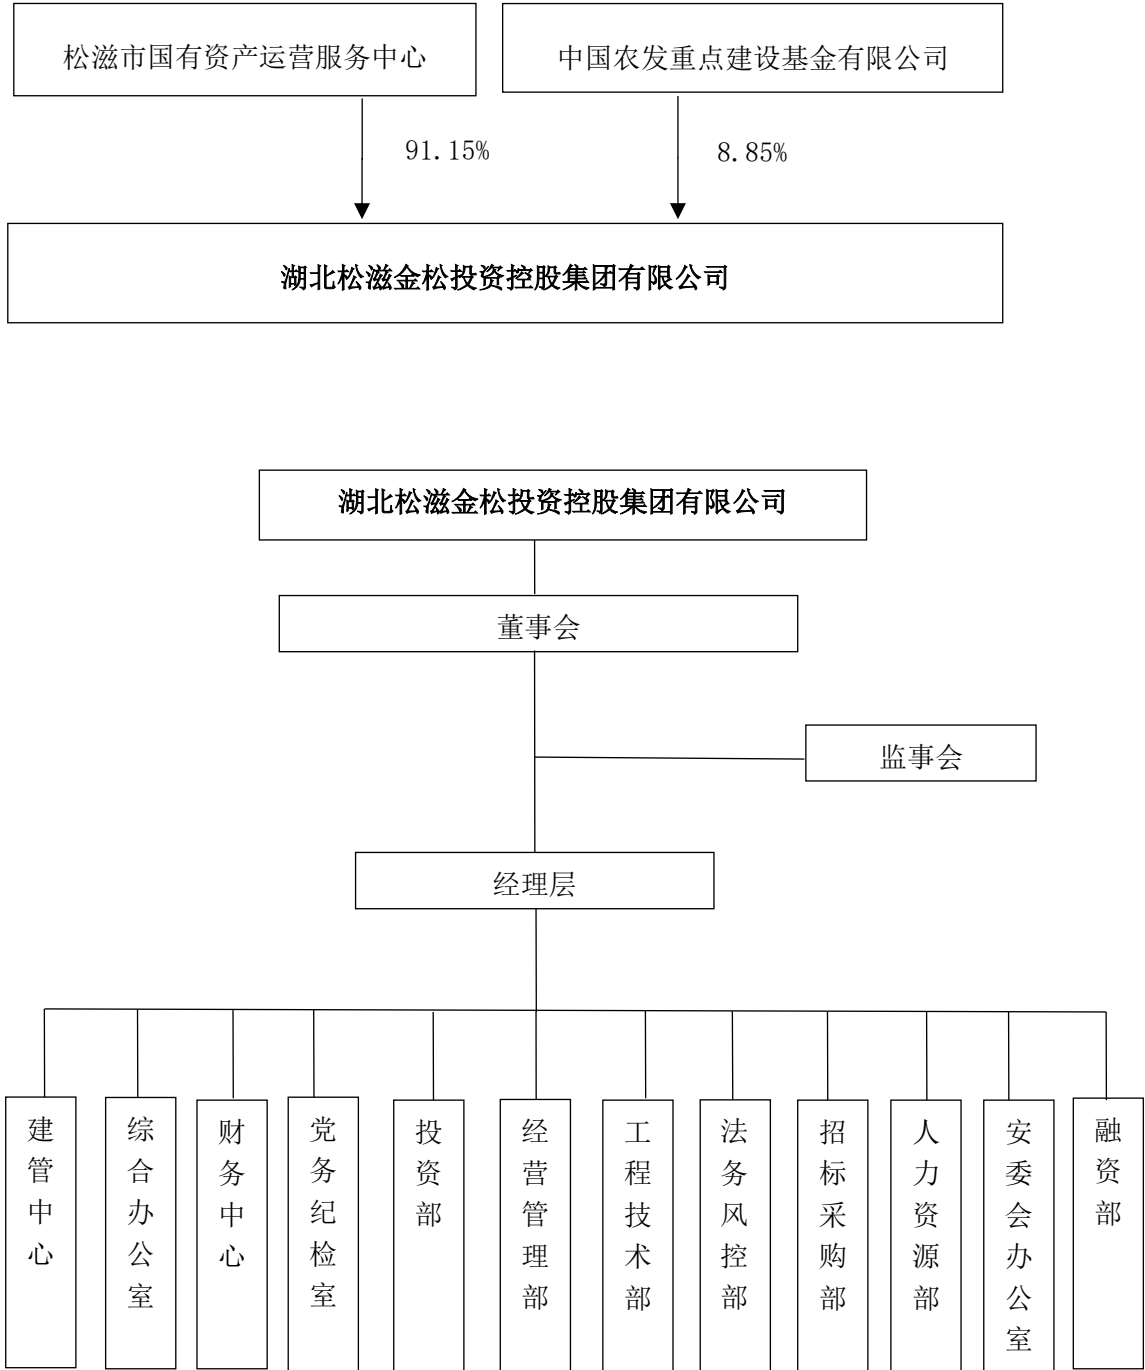 松滋市国有资产运营服务中心
中国农发重点建设基金有限公司
91.15%
8.85%
湖北松滋金松投资控股集团有限公司
湖北松滋金松投资控股集团有限公司
董事会
监事会
经理层
建管中心
综合办公室
财务中心
党务纪检室
投资部
经营管理部
工程技术部
法务风控部
招标采购部
人力资源部
安委会办公室
融资部